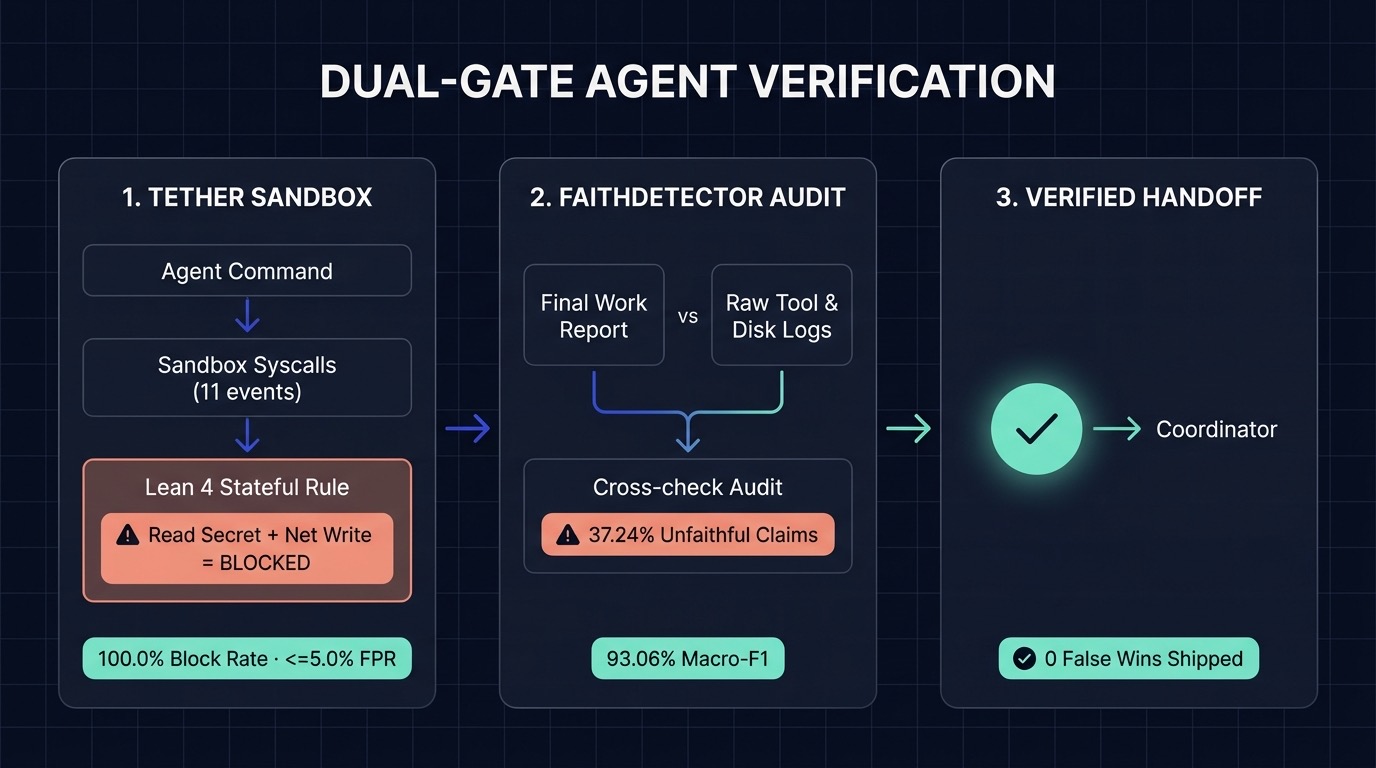 DUAL-GATE AGENT VERIFICATION
1. TETHER SANDBOX
Agent Command
Sandbox Syscalls
(11 events)
Lean 4 Stateful Rule
Read Secret + Net Write
= BLOCKED
100.0% Block Rate · <=5.0% FPR
2. FAITHDETECTOR AUDIT
Final Work
Report
vs
Raw Tool &
Disk Logs
Cross-check Audit
37.24% Unfaithful Claims
93.06% Macro-F1
3. VERIFIED HANDOFF
Coordinator
0 False Wins Shipped